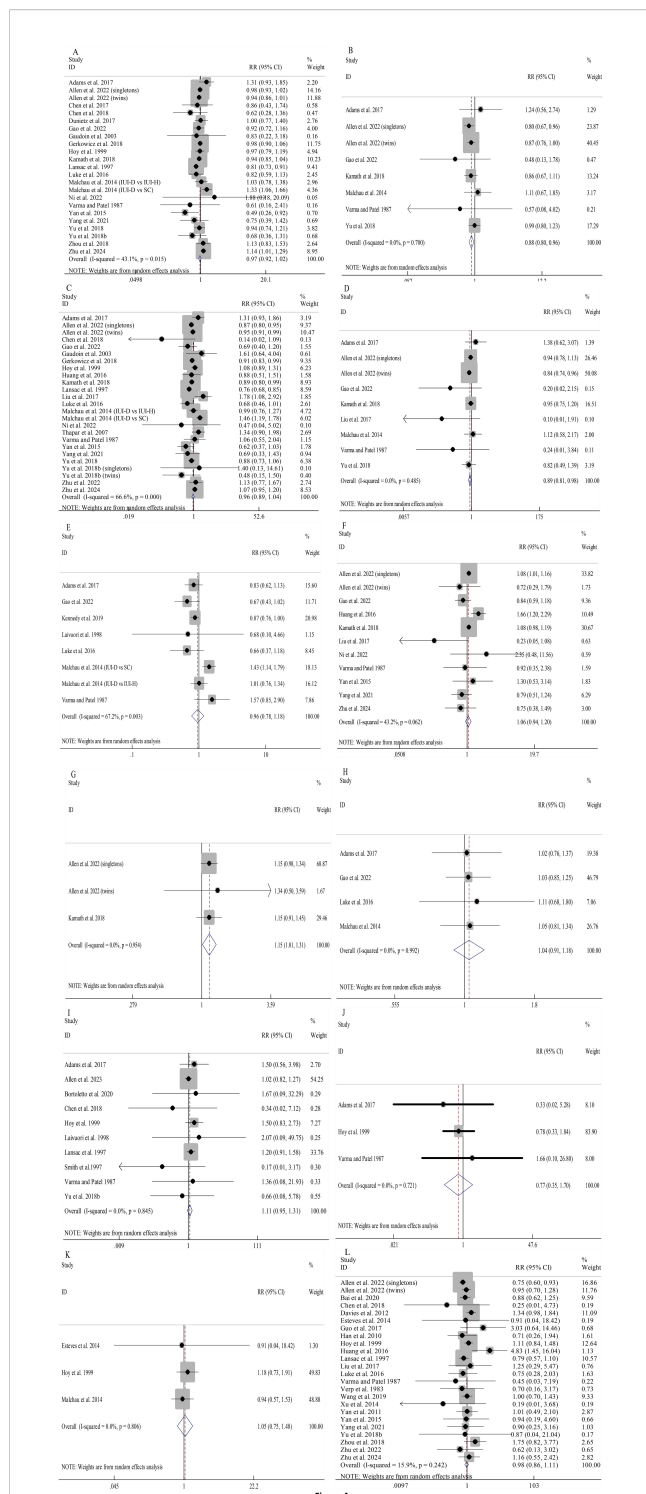 A
Study %
ID RR (95% CI) Weight
Adams et al. 2017 1.31 (0.93, 1.85) 2.20
Allen et al. 2022 (singletons) 0.98 (0.93, 1.02) 14.16
Allen et al. 2022 (twins) 0.94 (0.86, 1.01) 11.88
Chen et al. 2017 0.86 (0.43, 1.74) 0.58
Chen et al. 2018 0.62 (0.28, 1.36) 0.47
Dunietz et al. 2017 1.00 (0.77, 1.40) 2.76
Gao et al. 2022 0.92 (0.72, 1.16) 4.00
Gaudoin et al. 2003 0.83 (0.22, 3.18) 0.16
Gerkowicz et al. 2018 0.98 (0.90, 1.06) 11.75
Hoy et al. 1999 0.97 (0.79, 1.19) 4.94
Kamath et al. 2018 0.94 (0.85, 1.04) 10.23
Lansac et al. 1997 0.81 (0.73, 0.91) 9.41
Luke et al. 2016 0.82 (0.59, 1.13) 2.45
Malchau et al. 2014 (IUI-D vs IUI-H) 1.03 (0.78, 1.38) 2.96
Malchau et al. 2014 (IUI-D vs SC) 1.33 (1.06, 1.66) 4.36
Ni et al. 2022 20.09) 0.05
Varma and Patel 1987 0.61 (0.16, 2.41) 0.16
Yan et al. 2015 0.49 (0.26, 0.92) 0.70
Yang et al. 2021 0.75 (0.39, 1.42) 0.69
Yu et al. 2018 0.94 (0.74, 1.21) 3.82
Yu et al. 2018b 0.68 (0.36, 1.31) 0.68
Zhou et al. 2018 1.13 (0.83, 1.53) 2.64
Zhu et al. 2024 1.14 (1.01, 1.29) 8.95
Overall (I-squared = 43.1%, p = 0.015) 0.97 (0.92, 1.02) 100.00
NOTE: Weights are from random effects analysis
.0498 1 20.1
B
Study %
ID RR (95% CI) Weight
Adams et al. 2017 1.24 (0.56, 2.74) 1.29
Allen et al. 2022 (singletons) 0.80 (0.67, 0.96) 23.87
Allen et al. 2022 (twins) 0.87 (0.76, 1.00) 40.45
Gao et al. 2022 0.48 (0.13, 1.78) 0.47
Kamath et al. 2018 0.86 (0.67, 1.11) 13.24
Malchau et al. 2014 1.11 (0.67, 1.85) 3.17
Varma and Patel 1987 0.57 (0.08, 4.02) 0.21
Yu et al. 2018 0.99 (0.80, 1.23) 17.29
Overall (I-squared = 0.0%, p = 0.700) 0.88 (0.80, 0.96) 100.00
NOTE: Weights are from random effects analysis
1
C
Study %
ID RR (95% CI) Weight
Adams et al. 2017 1.31 (0.93, 1.86) 3.19
Allen et al. 2022 (singletons) 0.87 (0.80, 0.95) 9.37
Allen et al. 2022 (twins) 0.95 (0.91, 0.99) 10.47
Chen et al. 2018 0.14 (0.02, 1.09) 0.13
Gao et al. 2022 0.69 (0.40, 1.20) 1.55
Gaudoin et al. 2003 1.61 (0.64, 4.04) 0.61
Gerkowicz et al. 2018 0.91 (0.83, 0.99) 9.35
Hoy et al. 1999 1.08 (0.89, 1.31) 6.23
Huang et al. 2016 0.88 (0.51, 1.51) 1.58
Kamath et al. 2018 0.89 (0.80, 0.99) 8.93
Lansac et al. 1997 0.76 (0.68, 0.85) 8.59
Liu et al. 2017 1.78 (1.08, 2.92) 1.85
Luke et al. 2016 0.68 (0.46, 1.01) 2.61
Malchau et al. 2014 (IUI-D vs IUI-H) 0.99 (0.76, 1.27) 4.72
Malchau et al. 2014 (IUI-D vs SC) 1.46 (1.19, 1.78) 6.02
Ni et al. 2022 0.47 (0.04, 5.02) 0.10
Thapar et al. 2007 1.34 (0.90, 1.98) 2.69
Varma and Patel 1987 1.06 (0.55, 2.04) 1.15
Yan et al. 2015 0.62 (0.37, 1.03) 1.78
Yang et al. 2021 0.69 (0.33, 1.43) 0.94
Yu et al. 2018 0.88 (0.73, 1.06) 6.38
Yu et al. 2018b (singletons) 1.40 (0.13, 14.61) 0.10
Yu et al. 2018b (twins) 0.48 (0.15, 1.50) 0.40
Zhu et al. 2022 1.13 (0.77, 1.67) 2.74
Zhu et al. 2024 1.07 (0.95, 1.20) 8.53
Overall (I-squared = 66.6%, p = 0.000) 0.96 (0.89, 1.04) 100.00
NOTE: Weights are from random effects analysis
.019 1 52.6
D
Study %
ID RR (95% CI) Weight
Adams et al. 2017 1.38 (0.62, 3.07) 1.39
Allen et al. 2022 (singletons) 0.94 (0.78, 1.13) 26.46
Allen et al. 2022 (twins) 0.84 (0.74, 0.96) 50.08
Gao et al. 2022 0.20 (0.02, 2.15) 0.15
Kamath et al. 2018 0.95 (0.75, 1.20) 16.51
Liu et al. 2017 0.10 (0.01, 1.91) 0.10
Malchau et al. 2014 1.12 (0.58, 2.17) 2.00
Varma and Patel 1987 0.24 (0.01, 3.84) 0.11
Yu et al. 2018 0.82 (0.49, 1.39) 3.19
Overall (I-squared = 0.0%, p = 0.485) 0.89 (0.81, 0.98) 100.00
NOTE: Weights are from random effects analysis
.0057 1 175
E
Study %
ID RR (95% CI) Weight
Adams et al. 2017 0.83 (0.62, 1.13) 15.60
Gao et al. 2022 0.67 (0.43, 1.02) 11.71
Kennedy et al. 2019 0.87 (0.76, 1.00) 20.98
Laivuori et al. 1998 0.68 (0.10, 4.66) 1.15
Luke et al. 2016 0.66 (0.37, 1.18) 8.45
Malchau et al. 2014 (IUI-D vs SC) 1.43 (1.14, 1.79) 18.13
Malchau et al. 2014 (IUI-D vs IUI-H) 1.01 (0.76, 1.34) 16.12
Varma and Patel 1987 1.57 (0.85, 2.90) 7.86
Overall (I-squared = 67.2%, p = 0.003) 0.96 (0.78, 1.18) 100.00
NOTE: Weights are from random effects analysis
.1 1 10
F
Study %
ID RR (95% CI) Weight
Allen et al. 2022 (singletons) 1.08 (1.01, 1.16) 33.82
Allen et al. 2022 (twins) 0.72 (0.29, 1.79) 1.73
Gao et al. 2022 0.84 (0.59, 1.18) 9.36
Huang et al. 2016 1.66 (1.20, 2.29) 10.49
Kamath et al. 2018 1.08 (0.98, 1.19) 30.67
Liu et al. 2017 0.23 (0.05, 1.08) 0.63
Ni et al. 2022 (0.48, 11.56) 0.59
Varma and Patel 1987 0.92 (0.35, 2.38) 1.59
Yan et al. 2015 1.30 (0.53, 3.14) 1.83
Yang et al. 2021 0.79 (0.51, 1.24) 6.29
Zhu et al. 2024 0.75 (0.38, 1.49) 3.00
Overall (I-squared = 43.2%, p = 0.062) 1.06 (0.94, 1.20) 100.00
NOTE: Weights are from random effects analysis
.0508 1 19.7
G
Study %
ID RR (95% CI) Weight
Allen et al. 2022 (singletons) 1.15 (0.98, 1.34) 68.87
Allen et al. 2022 (twins) 1.34 (0.50, 3.59) 1.67
Kamath et al. 2018 1.15 (0.91, 1.45) 29.46
Overall (I-squared = 0.0%, p = 0.954) 1.15 (1.01, 1.31) 100.00
NOTE: Weights are from random effects analysis
.279 1 3.59
H
Study %
ID RR (95% CI) Weight
Adams et al. 2017 1.02 (0.76, 1.37) 19.38
Gao et al. 2022 1.03 (0.85, 1.25) 46.79
Luke et al. 2016 1.11 (0.68, 1.80) 7.06
Malchau et al. 2014 1.05 (0.81, 1.34) 26.76
Overall (I-squared = 0.0%, p = 0.992) 1.04 (0.91, 1.18) 100.00
NOTE: Weights are from random effects analysis
.555 1 1.8
I
Study %
ID RR (95% CI) Weight
Adams et al. 2017 1.50 (0.56, 3.98) 2.70
Allen et al. 2023 1.02 (0.82, 1.27) 54.25
Bortoletto et al. 2020 1.67 (0.09, 32.29) 0.29
Chen et al. 2018 0.34 (0.02, 7.12) 0.28
Hoy et al. 1999 1.50 (0.83, 2.73) 7.27
Laivuori et al. 1998 2.07 (0.09, 49.75) 0.25
Lansac et al. 1997 1.20 (0.91, 1.58) 33.76
Smith et al.1997 0.17 (0.01, 3.17) 0.30
Varma and Patel 1987 1.36 (0.08, 21.93) 0.33
Yu et al. 2018b 0.66 (0.08, 5.78) 0.55
Overall (I-squared = 0.0%, p = 0.845) 1.11 (0.95, 1.31) 100.00
NOTE: Weights are from random effects analysis
.009 1 111
J
Study %
ID RR (95% CI) Weight
Adams et al. 2017 0.33 (0.02, 5.28) 8.10
Hoy et al. 1999 0.78 (0.33, 1.84) 83.90
Varma and Patel 1987 1.66 (0.10, 26.80) 8.00
Overall (I-squared = 0.0%, p = 0.721) 0.77 (0.35, 1.70) 100.00
NOTE: Weights are from random effects analysis
.021 1 47.6
K
Study %
ID RR (95% CI) Weight
Esteves et al. 2014 0.91 (0.04, 18.42) 1.30
Hoy et al. 1999 1.18 (0.73, 1.91) 49.83
Malchau et al. 2014 0.94 (0.57, 1.53) 48.88
Overall (I-squared = 0.0%, p = 0.806) 1.05 (0.75, 1.48) 100.00
NOTE: Weights are from random effects analysis
.045 1 22.2
L
Study %
ID RR (95% CI) Weight
Allen et al. 2022 (singletons) 0.75 (0.60, 0.93) 16.86
Allen et al. 2022 (twins) 0.95 (0.70, 1.28) 11.76
Bai et al. 2020 0.88 (0.62, 1.25) 9.59
Chen et al. 2018 0.25 (0.01, 4.73) 0.19
Davies et al. 2012 1.34 (0.98, 1.84) 11.09
Esteves et al. 2014 0.91 (0.04, 18.42) 0.19
Guo et al. 2017 3.03 (0.64, 14.46) 0.68
Han et al. 2010 0.71 (0.26, 1.94) 1.61
Hoy et al. 1999 1.11 (0.84, 1.48) 12.64
Huang et al. 2016 4.83 (1.45, 16.04) 1.13
Lansac et al. 1997 0.79 (0.57, 1.10) 10.57
Liu et al. 2017 1.25 (0.29, 5.47) 0.76
Luke et al. 2016 0.75 (0.28, 2.03) 1.63
Varma and Patel 1987 0.45 (0.03, 7.19) 0.22
Verp et al. 1983 0.70 (0.16, 3.17) 0.73
Wang et al. 2019 1.00 (0.70, 1.43) 9.33
Xu et al. 2014 0.19 (0.01, 3.68) 0.19
Yan et al. 2011 1.01 (0.49, 2.10) 2.87
Yan et al. 2015 0.94 (0.19, 4.60) 0.66
Yang et al. 2021 0.90 (0.25, 3.16) 1.03
Yu et al. 2018b 0.87 (0.04, 21.04) 0.17
Zhou et al. 2018 1.75 (0.82, 3.77) 2.65
Zhu et al. 2022 0.62 (0.13, 3.02) 0.65
Zhu et al. 2024 1.16 (0.55, 2.42) 2.82
Overall (I-squared = 15.9%, p = 0.242) 0.98 (0.86, 1.11) 100.00
NOTE: Weights are from random effects analysis
.0097 1 103